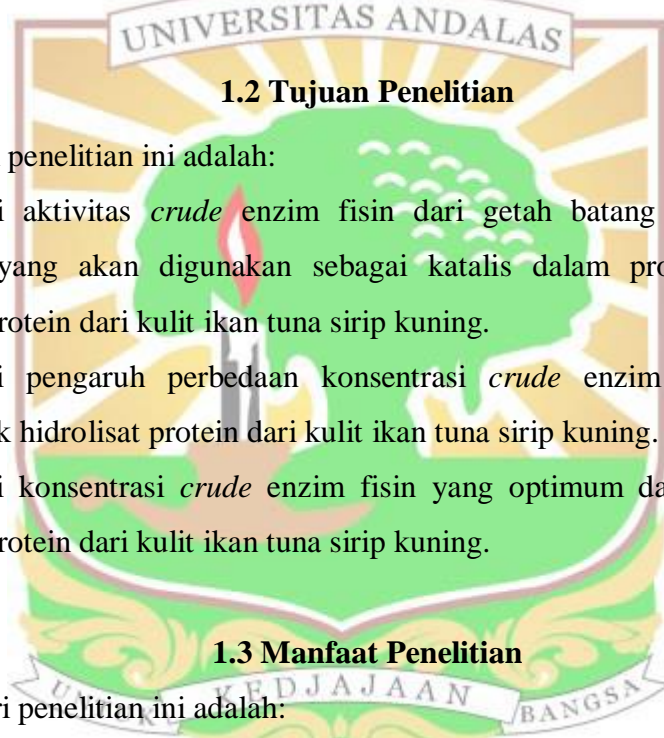 UNIVERSITAS ANDALAS
1.2 Tujuan Penelitian
penelitian ini adalah:
i aktivitas crude enzim fisin dari getah batang
yang akan digunakan sebagai katalis dalam pro
rotein dari kulit ikan tuna sirip kuning.
i pengaruh perbedaan konsentrasi crude enzim
k hidrolisat protein dari kulit ikan tuna sirip kuning.
i konsentrasi crude enzim fisin yang optimum da
rotein dari kulit ikan tuna sirip kuning.
1.3 Manfaat Penelitian
UNTUK KEDJAJAAN BANGSA
ri penelitian ini adalah: